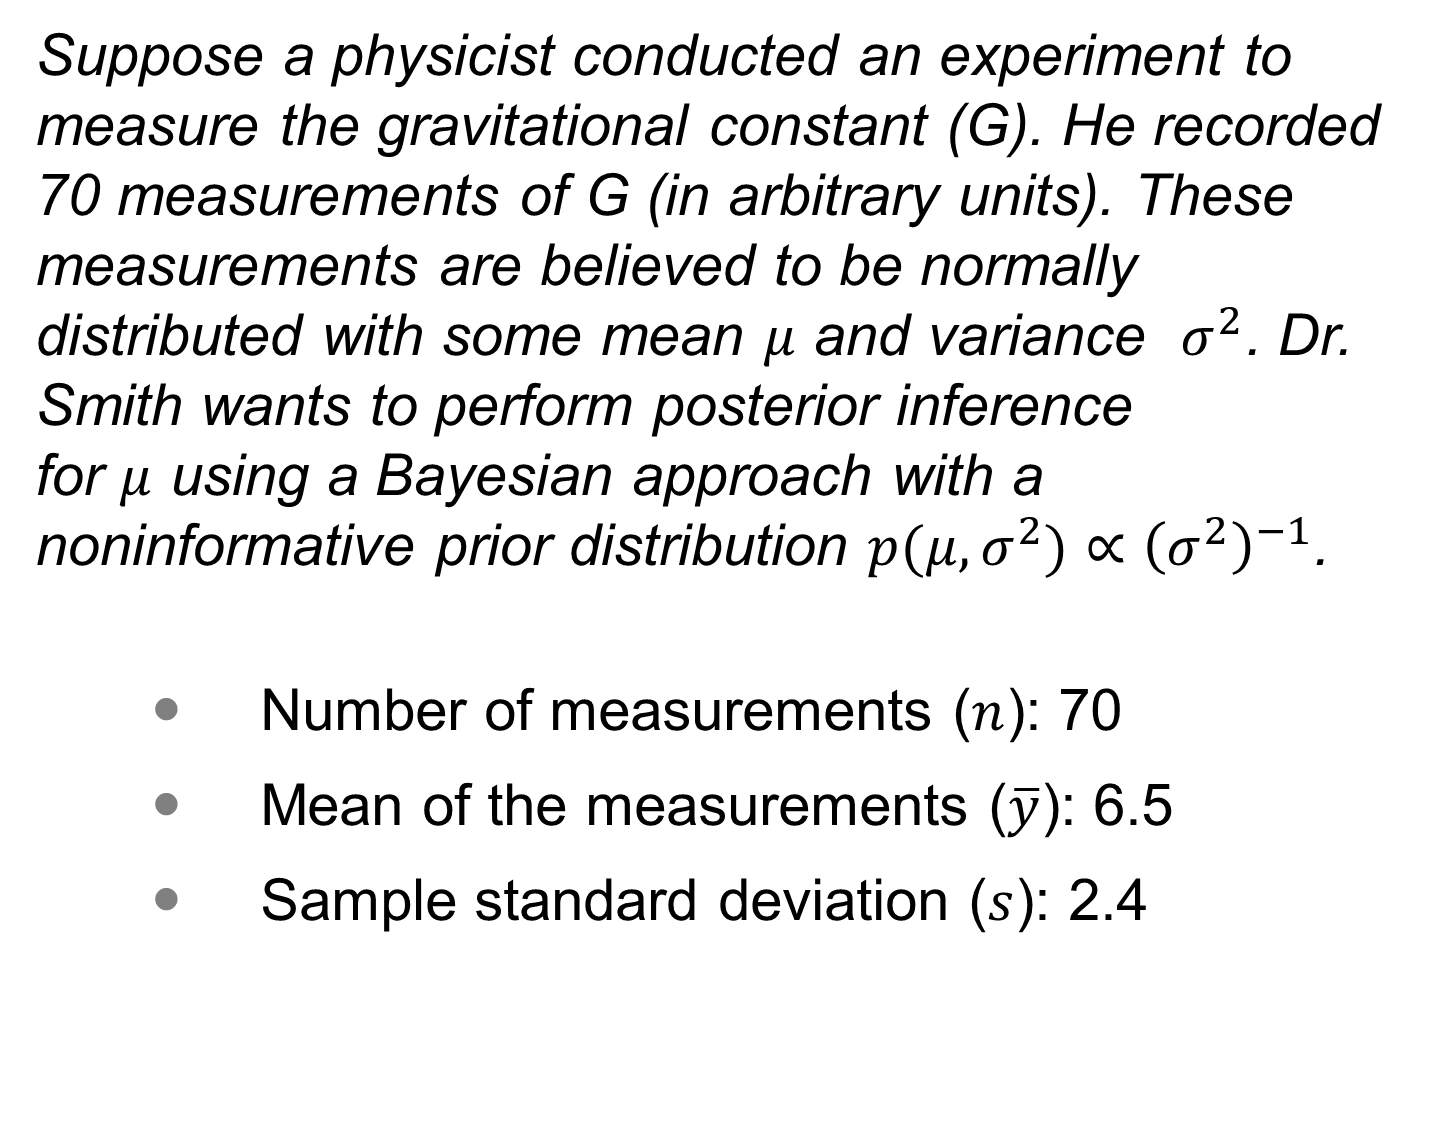 Suppose a physicist conducted an experiment to
measure the gravitational constant (G). He recorded
70 measurements of G (in arbitrary units). These
measurements are believed to be normally
distributed with some mean μ and variance σ². Dr.
Smith wants to perform posterior inference
for μ using a Bayesian approach with a
noninformative prior distribution p(μ, σ²) ∝ (σ²)⁻¹.
• Number of measurements (n): 70
• Mean of the measurements (ȳ): 6.5
• Sample standard deviation (s): 2.4